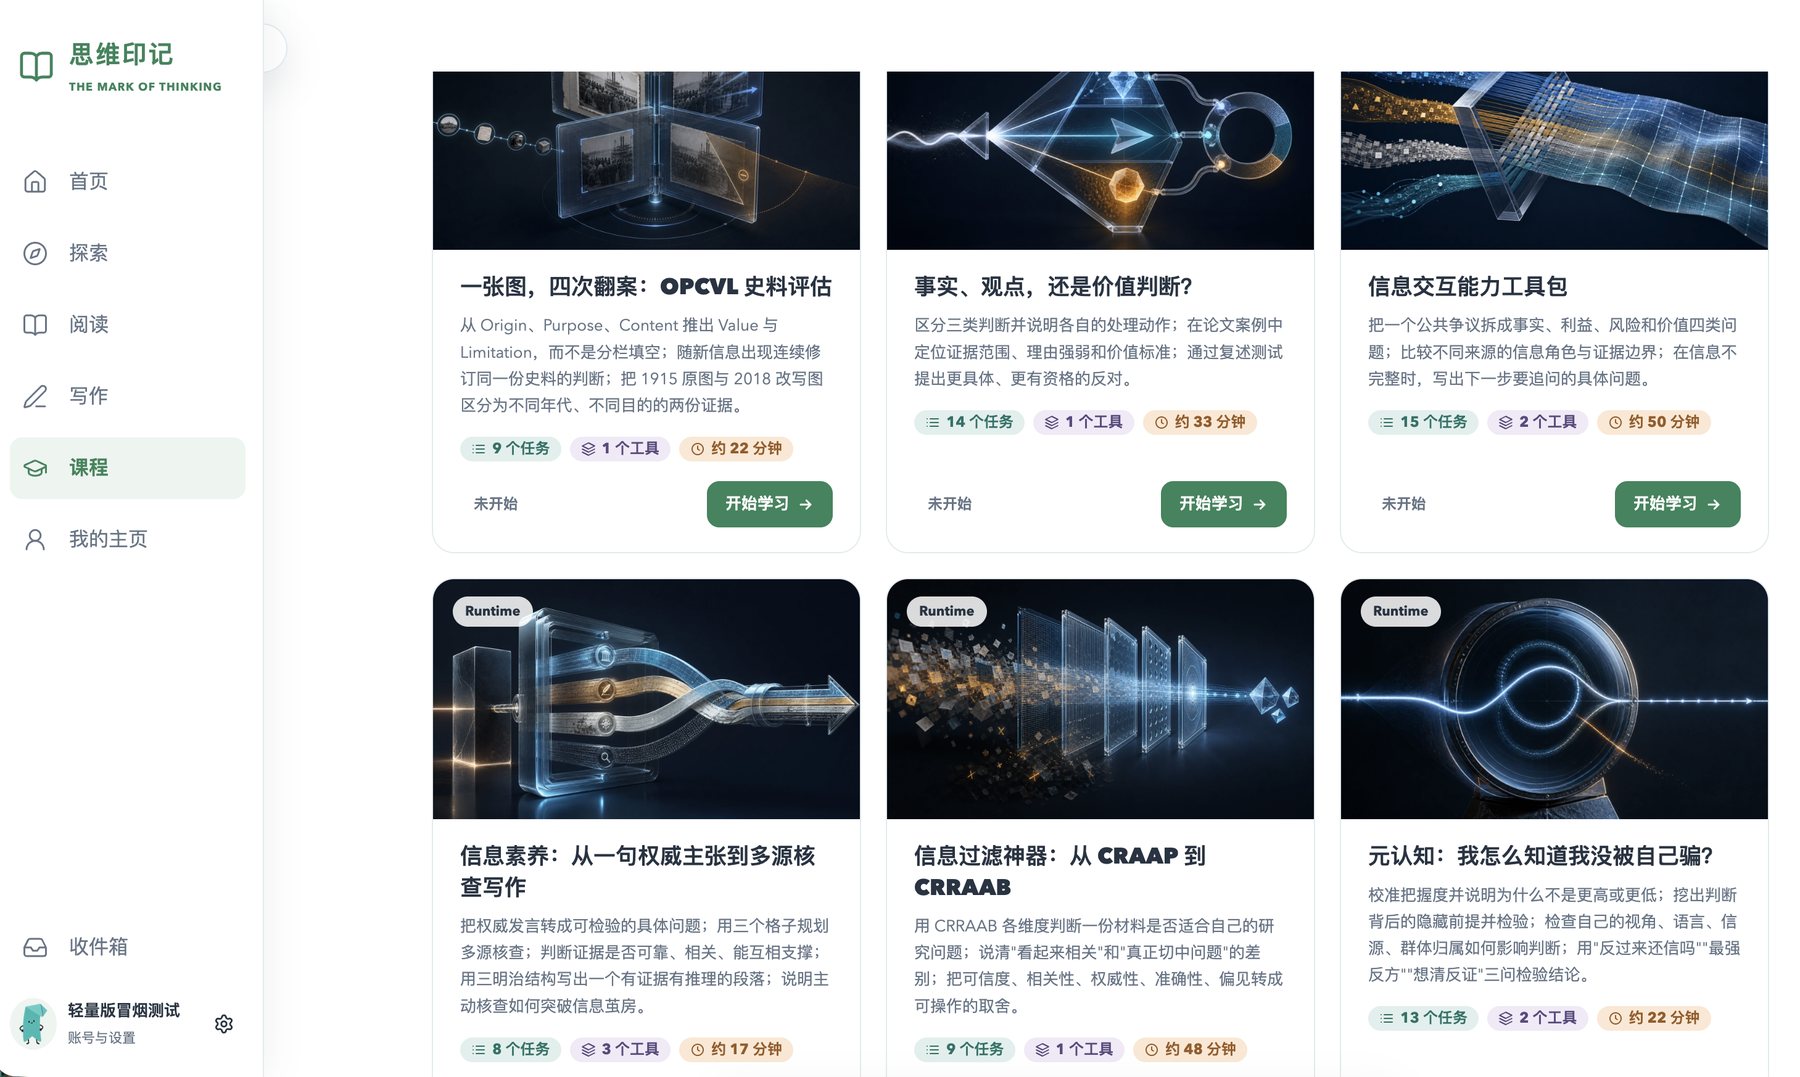 思维印记
THE MARK OF THINKING
首页
探索
阅读
写作
课程
我的主页
收件箱
轻量版冒烟测试
账号与设置
一张图，四次翻案：OPCVL 史料评估
从 Origin、Purpose、Content 推出 Value 与
Limitation，而不是分栏填空；随新信息出现连续修
订同一份史料的判断；把 1915 原图与 2018 改写图
区分为不同年代、不同目的的两份证据。
9 个任务
1 个工具
约 22 分钟
未开始
开始学习 →
事实、观点，还是价值判断？
区分三类判断并说明各自的处理动作；在论文案例中
定位证据范围、理由强弱和价值标准；通过复述测试
提出更具体、更有资格的反对。
14 个任务
1 个工具
约 33 分钟
未开始
开始学习 →
信息交互能力工具包
把一个公共争议拆成事实、利益、风险和价值四类问
题；比较不同来源的信息角色与证据边界；在信息不
完整时，写出下一步要追问的具体问题。
15 个任务
2 个工具
约 50 分钟
未开始
开始学习 →
Runtime
信息素养：从一句权威主张到多源核
查写作
把权威发言转成可检验的具体问题；用三个格子规划
多源核查；判断证据是否可靠、相关、能互相支撑；
用三明治结构写出一个有证据有推理的段落；说明主
动核查如何突破信息茧房。
8 个任务
3 个工具
约 17 分钟
Runtime
信息过滤神器：从 CRAAP 到
CRRAAB
用 CRRAAB 各维度判断一份材料是否适合自己的研
究问题；说清"看起来相关"和"真正切中问题"的差
别；把可信度、相关性、权威性、准确性、偏见转成
可操作的取舍。
9 个任务
1 个工具
约 48 分钟
Runtime
元认知：我怎么知道我没被自己骗？
校准把握度并说明为什么不是更高或更低；挖出判断
背后的隐藏前提并检验；检查自己的视角、语言、信
源、群体归属如何影响判断；用"反过来还信吗""最强
反方""想清反证"三问检验结论。
13 个任务
2 个工具
约 22 分钟